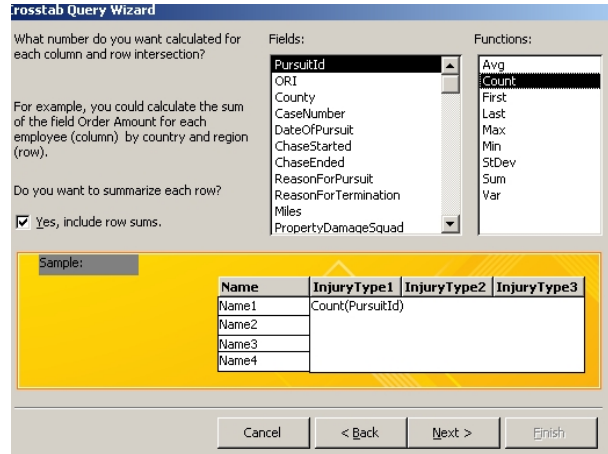 Crosstab Query Wizard
What number do you want calculated for
each column and row intersection?
For example, you could calculate the sum
of the field Order Amount for each
employee (column) by country and region
(row).
Do you want to summarize each row?
Yes, include row sums.
Fields:
PursuitId
ORI
County
CaseNumber
DateOfPursuit
ChaseStarted
ChaseEnded
ReasonForPursuit
ReasonForTermination
Miles
PropertyDamageSquad
Functions:
Avg
Count
First
Last
Max
Min
StDev
Sum
Var
Sample:
Name InjuryType1 InjuryType2 InjuryType3
Name1 Count(PursuitId)
Name2
Name3
Name4
Cancel < Back Next > Finish